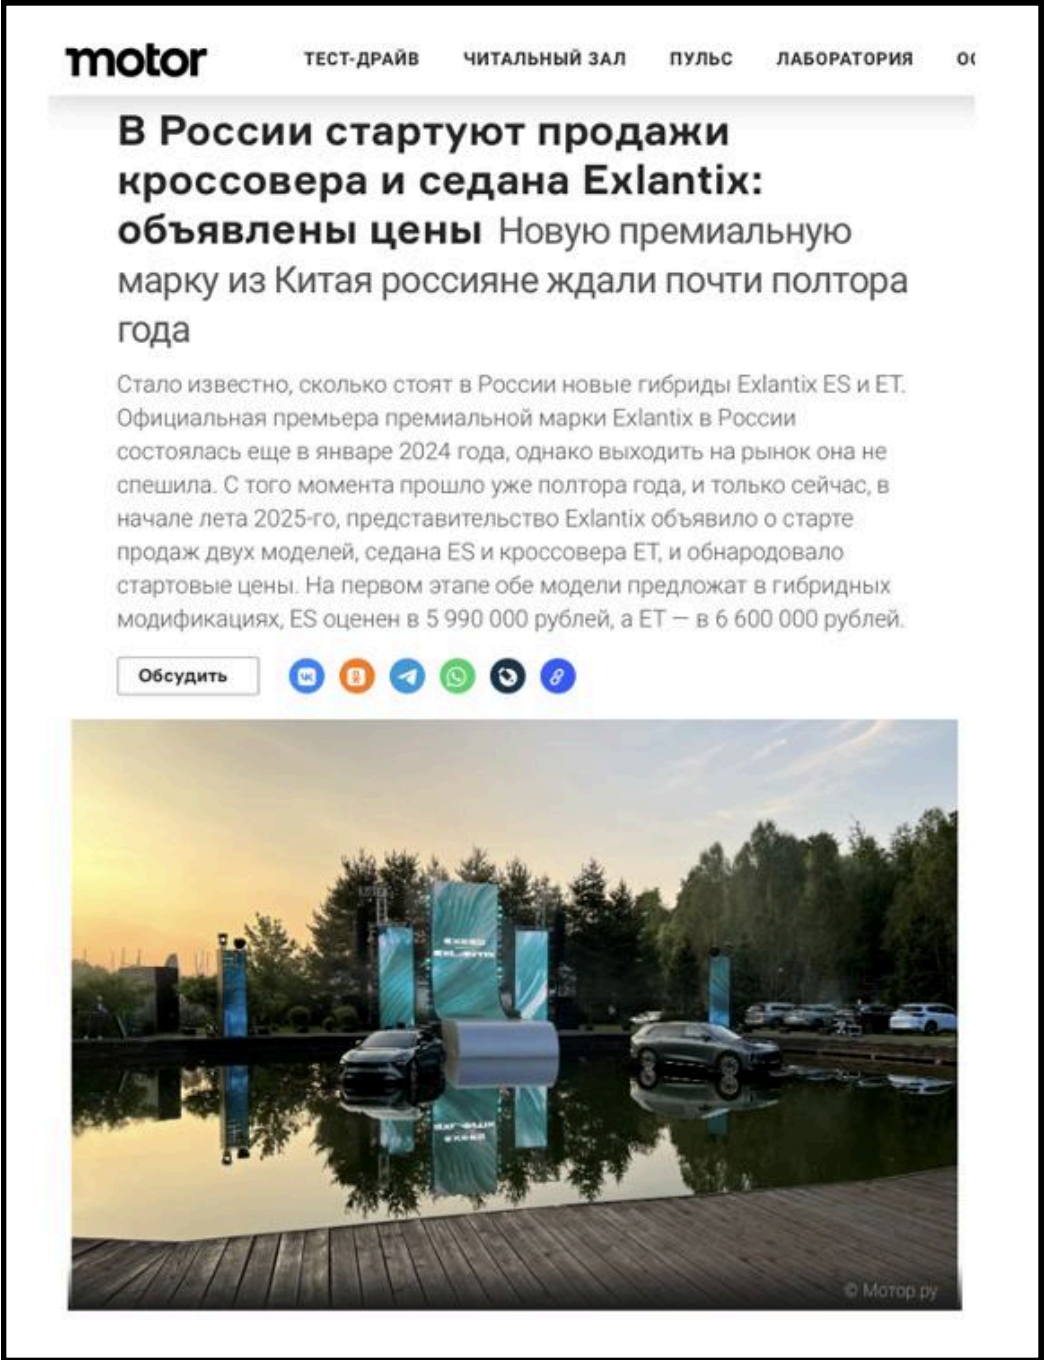 motor
ТЕСТ-ДРАЙВ ЧИТАЛЬНЫЙ ЗАЛ ПУЛЬС ЛАБОРАТОРИЯ
В России стартуют продажи
кроссовера и седана Exlantix:
объявлены цены Новую премиальную
марку из Китая россияне ждали почти полтора
года
Стало известно, сколько стоят в России новые гибриды Exlantix ES и ET.
Официальная премьера премиальной марки Exlantix в России
состоялась еще в январе 2024 года, однако выходить на рынок она не
спешила. С того момента прошло уже полтора года, и только сейчас, в
начале лета 2025-го, представительство Exlantix объявило о старте
продаж двух моделей, седана ES и кроссовера ET, и обнародовало
стартовые цены. На первом этапе обе модели предложат в гибридных
модификациях, ES оценен в 5 990 000 рублей, а ET — в 6 600 000 рублей.
Обсудить
EXEED
EXLANTIX
© Мотор.ру